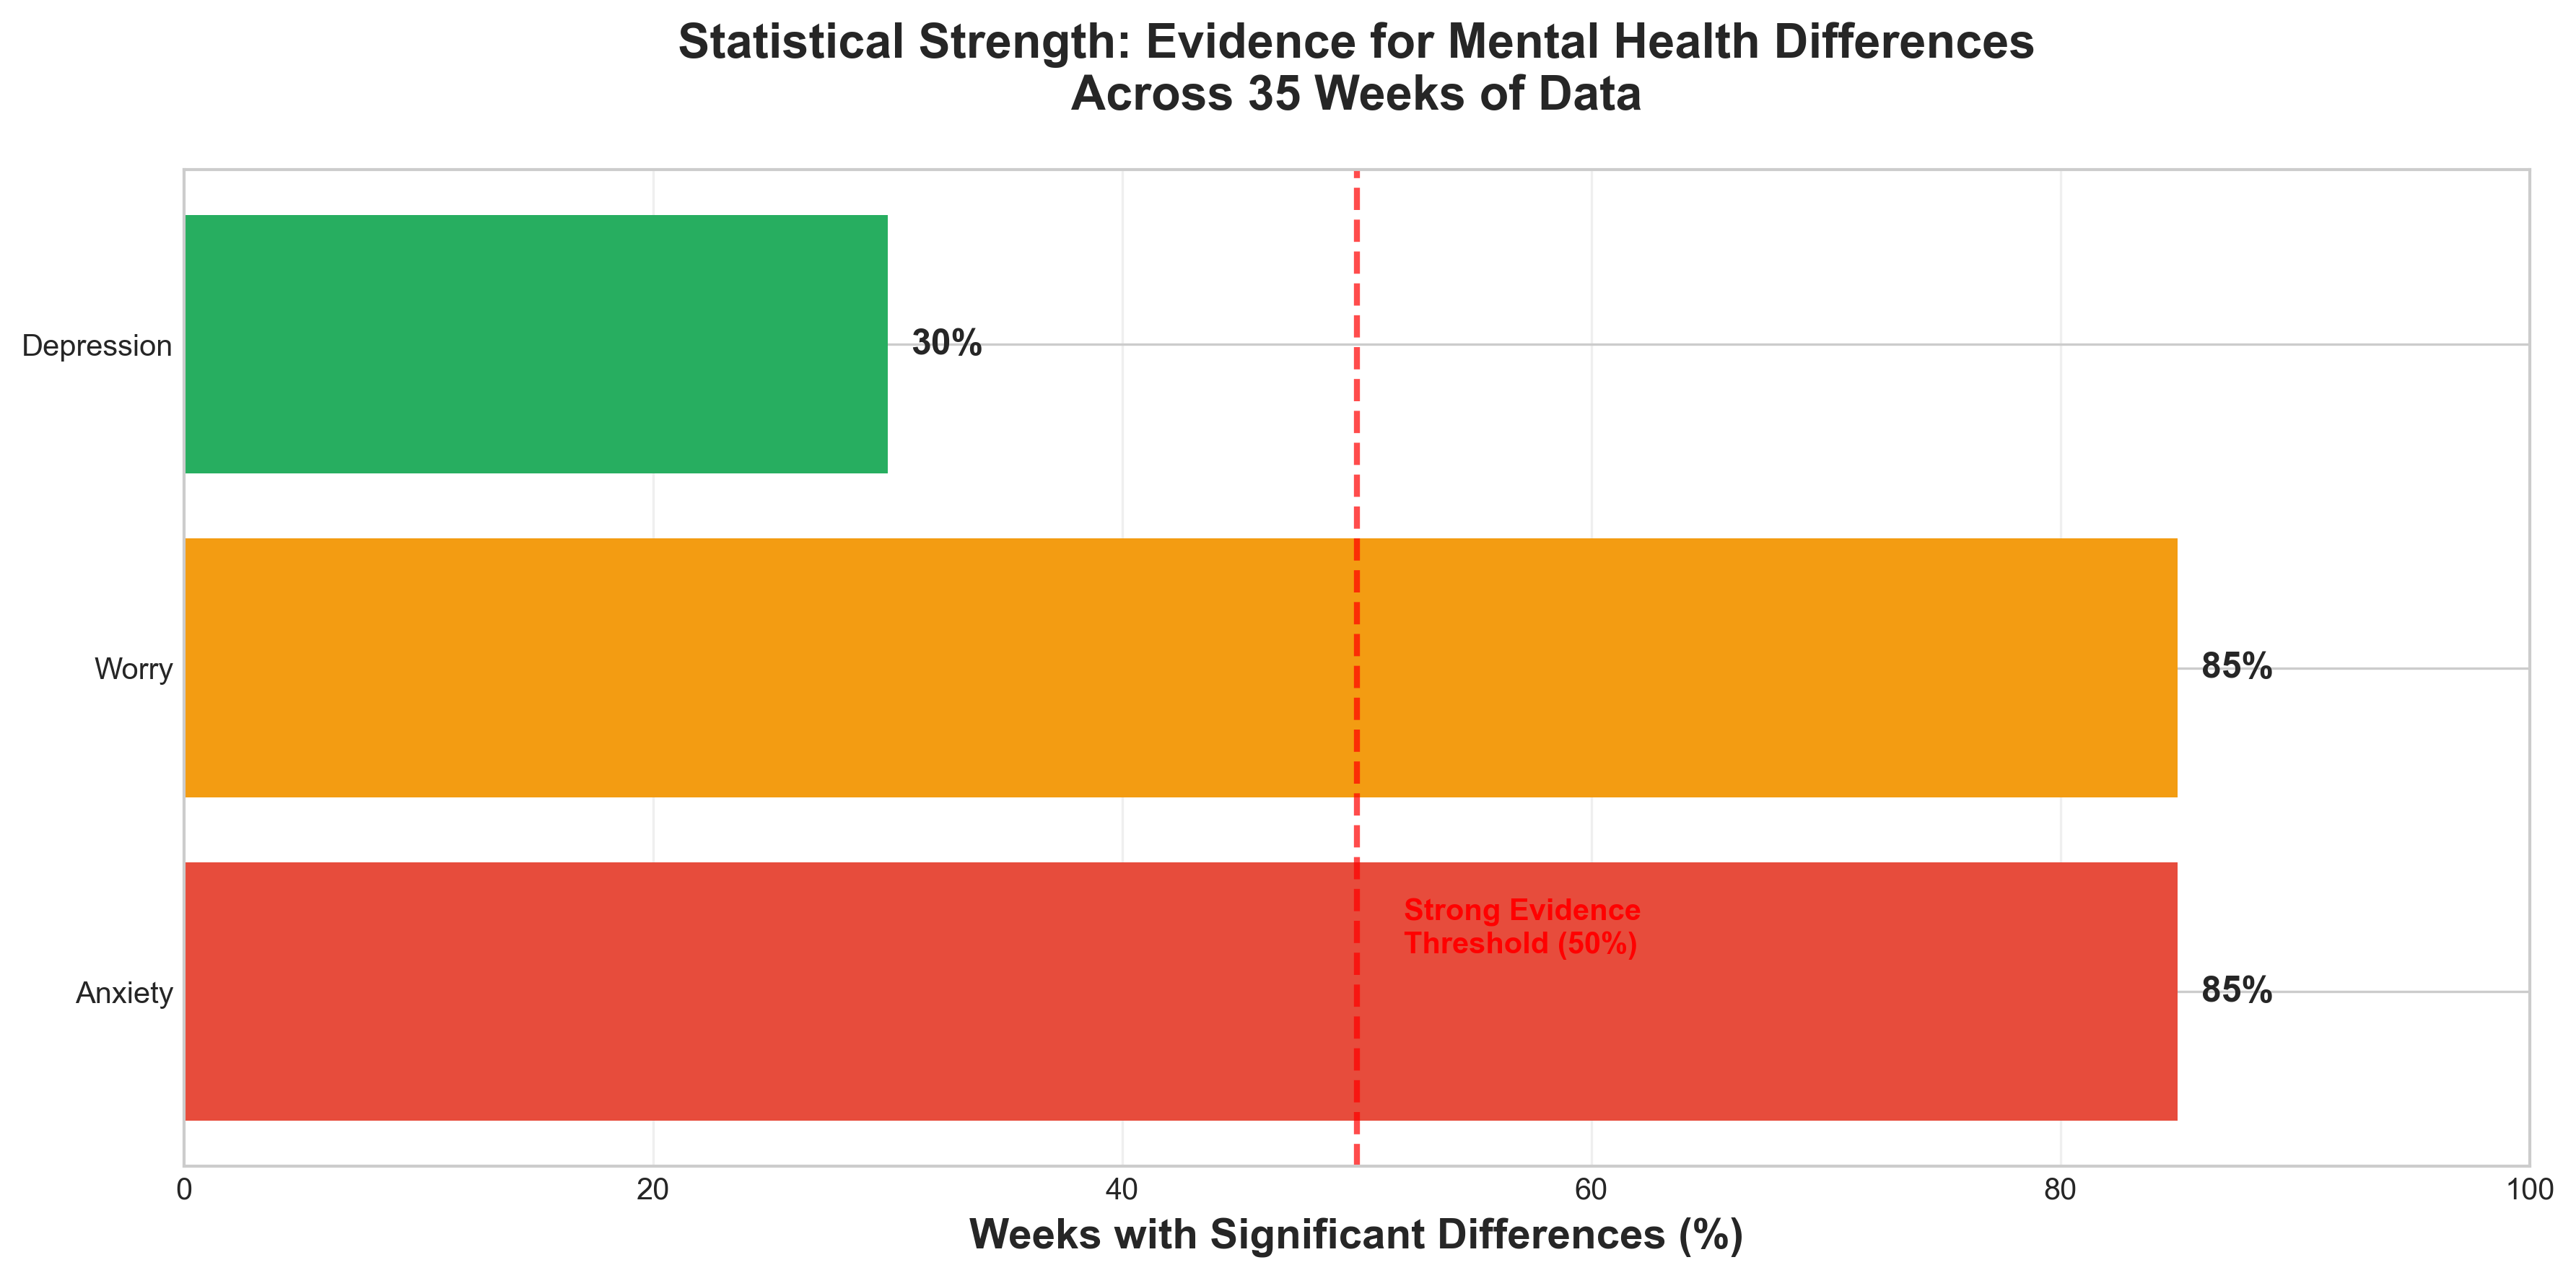 Statistical Strength: Evidence for Mental Health Differences
Across 35 Weeks of Data
Depression
30%
Worry
85%
Strong Evidence
Threshold (50%)
Anxiety
85%
0 20 40 60 80 100
Weeks with Significant Differences (%)